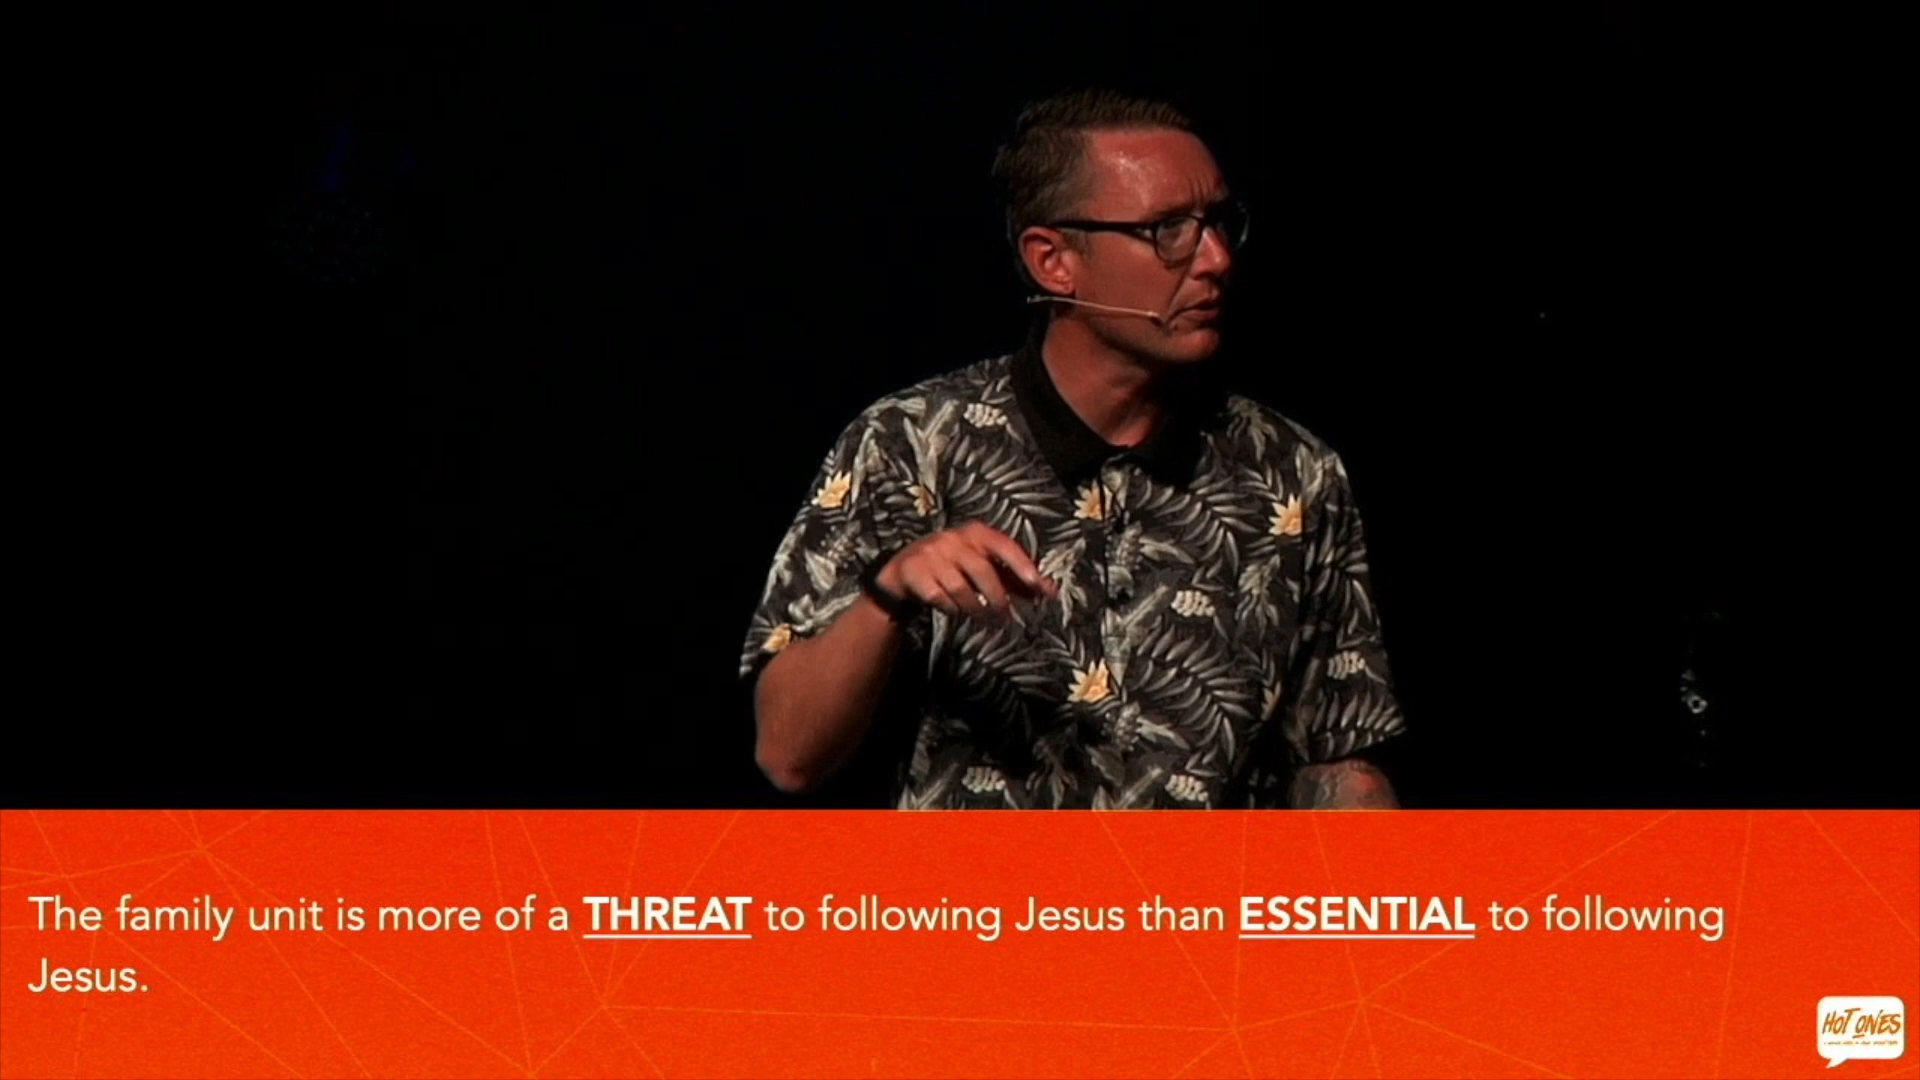 The family unit is more of a THREAT to following Jesus than ESSENTIAL to following
Jesus.
HOT ONES